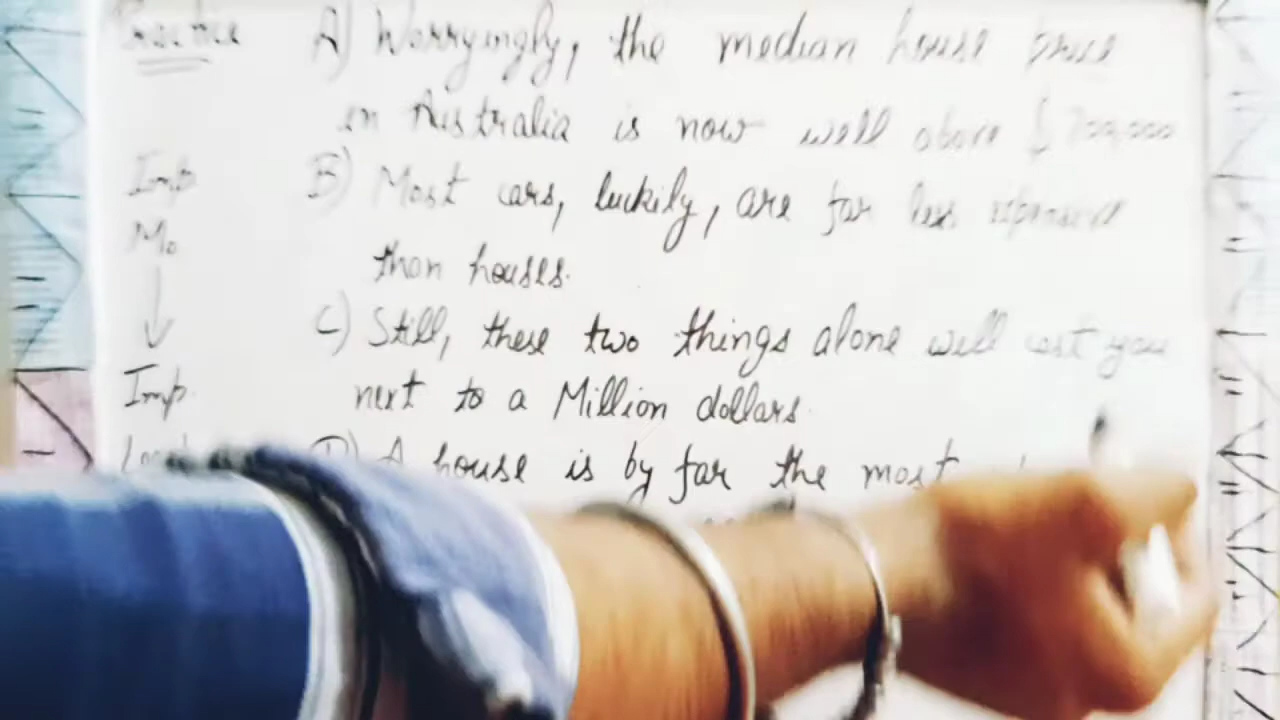 Practice
A) Worryingly, the median house price
in Australia is now well above $ 700,000
Imp
B) Most cars, luckily, are far less expensive
Mo
than houses.
C) Still, these two things alone will cost you
Imp.
next to a Million dollars.
D) A house is by far the most